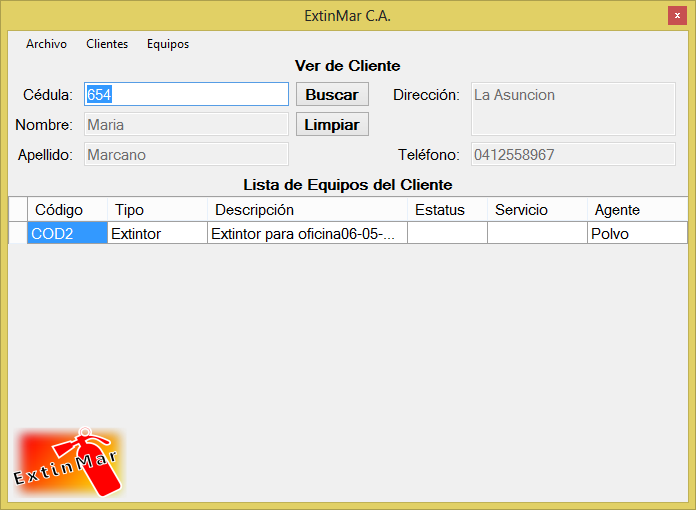 ExtinMar C.A.
x
Archivo Clientes Equipos
Ver de Cliente
Cédula: 654 Buscar Dirección: La Asuncion
Nombre: Maria Limpiar
Apellido: Marcano Teléfono: 0412558967
Lista de Equipos del Cliente
Código Tipo Descripción Estatus Servicio Agente
COD2 Extintor Extintor para oficina06-05-... Polvo
ExtinMar